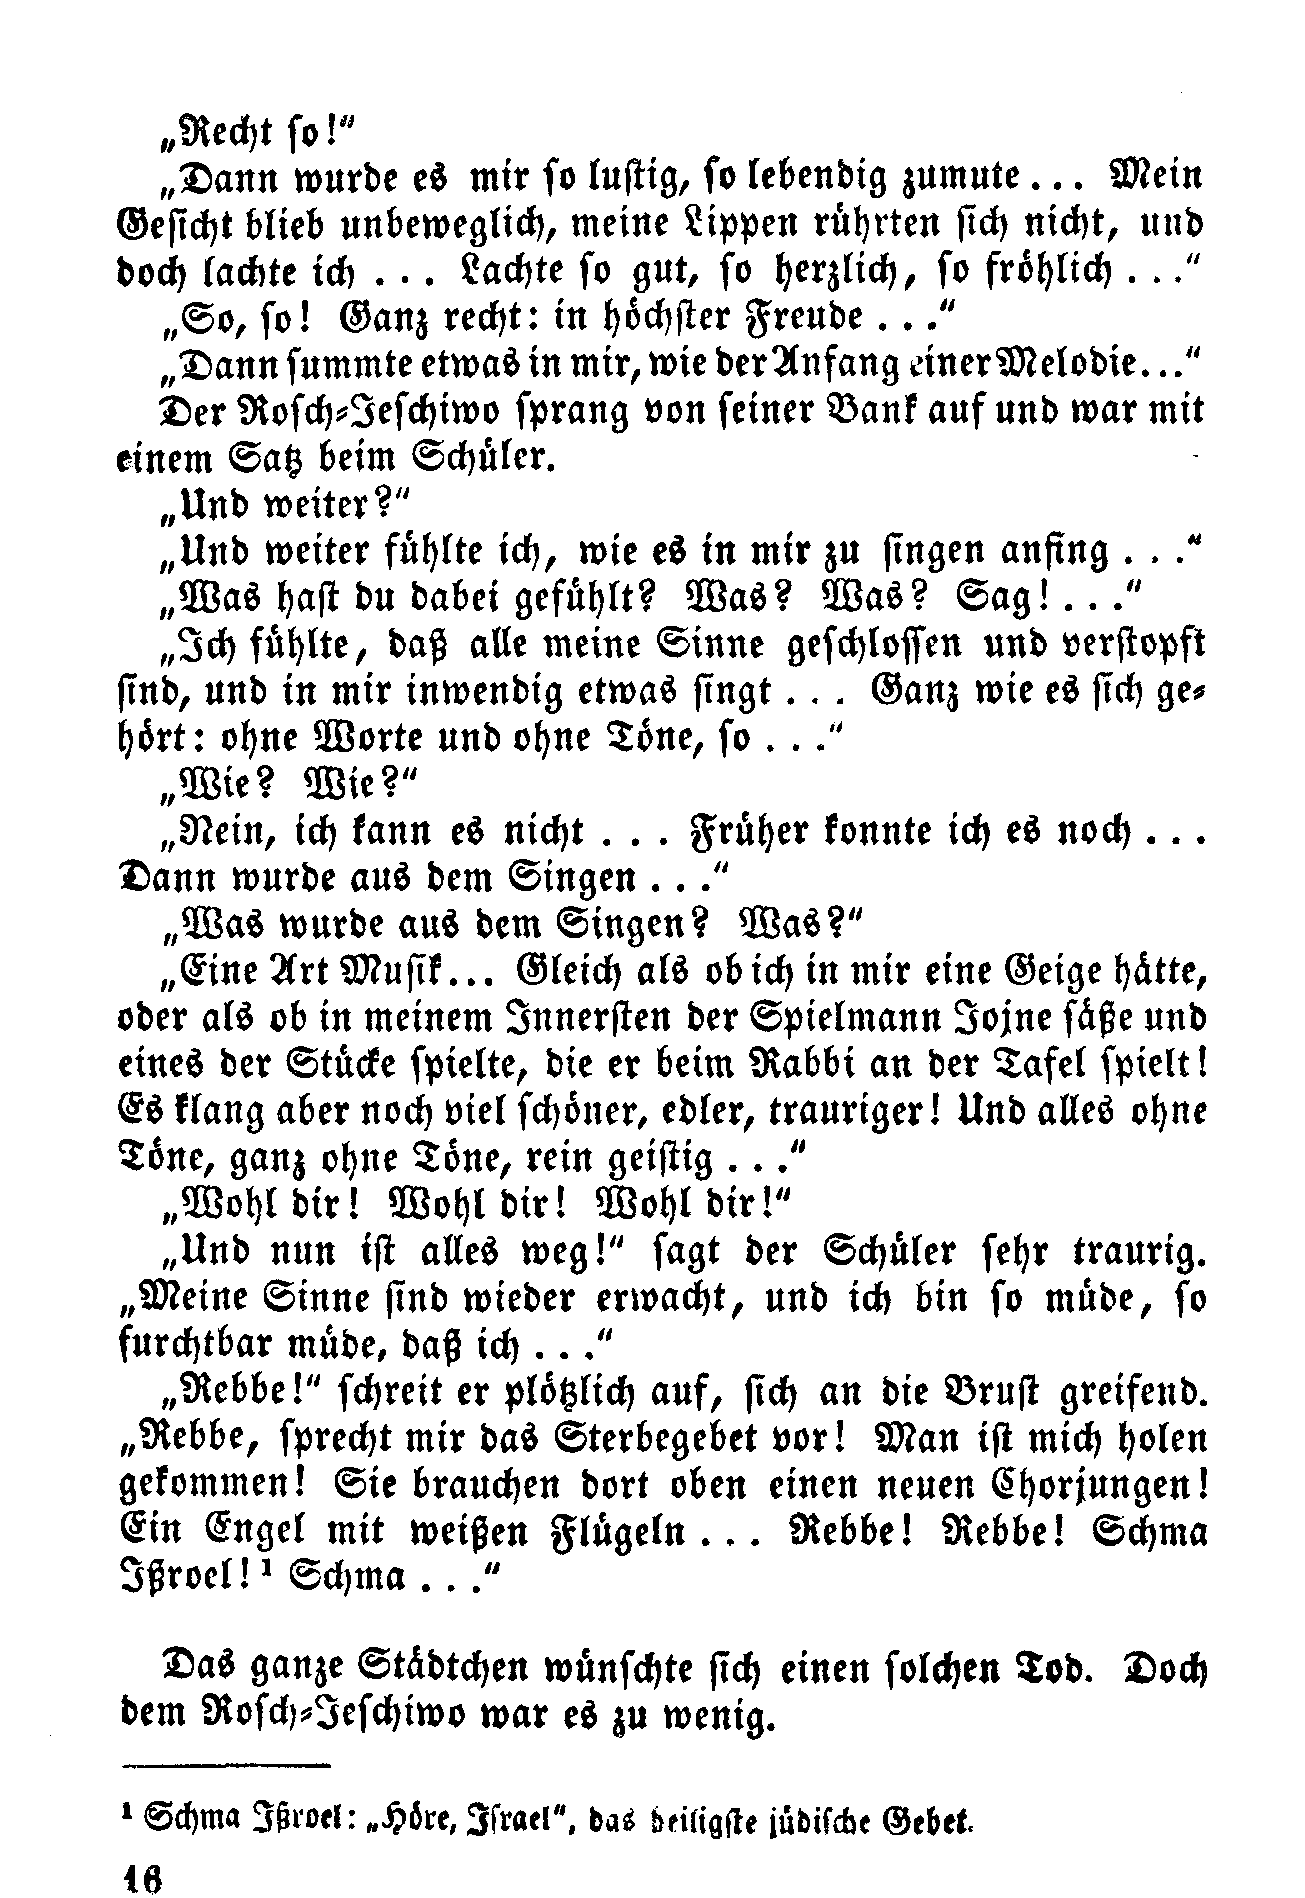 „Recht so!“
„Dann wurde es mir so lustig, so lebendig zumute... Mein
Gesicht blieb unbeweglich, meine Lippen rührten sich nicht, und
doch lachte ich ... Lachte so gut, so herzlich, so fröhlich ...“
„So, so! Ganz recht: in höchster Freude ...“
„Dann summte etwas in mir, wie der Anfang einer Melodie...“
Der Rosch-Jeschiwo sprang von seiner Bank auf und war mit
einem Satz beim Schüler.
„Und weiter?“
„Und weiter fühlte ich, wie es in mir zu singen anfing ...“
„Was hast du dabei gefühlt? Was? Was? Sag! ...“
„Ich fühlte, daß alle meine Sinne geschlossen und verstopft
sind, und in mir inwendig etwas singt ... Ganz wie es sich ge-
hört: ohne Worte und ohne Töne, so ...“
„Wie? Wie?“
„Nein, ich kann es nicht ... Früher konnte ich es noch ...
Dann wurde aus dem Singen ...“
„Was wurde aus dem Singen? Was?“
„Eine Art Musik... Gleich als ob ich in mir eine Geige hätte,
oder als ob in meinem Innersten der Spielmann Jojne säße und
eines der Stücke spielte, die er beim Rabbi an der Tafel spielt!
Es klang aber noch viel schöner, edler, trauriger! Und alles ohne
Töne, ganz ohne Töne, rein geistig ...“
„Wohl dir! Wohl dir! Wohl dir!“
„Und nun ist alles weg!“ sagt der Schüler sehr traurig.
„Meine Sinne sind wieder erwacht, und ich bin so müde, so
furchtbar müde, daß ich ...“
„Rebbe!“ schreit er plötzlich auf, sich an die Brust greifend.
„Rebbe, sprecht mir das Sterbegebet vor! Man ist mich holen
gekommen! Sie brauchen dort oben einen neuen Chorjungen!
Ein Engel mit weißen Flügeln ... Rebbe! Rebbe! Schma
Ißroel!¹ Schma ...“
Das ganze Städtchen wünschte sich einen solchen Tod. Doch
dem Rosch-Jeschiwo war es zu wenig.
¹ Schma Ißroel: „Höre, Israel“, das heiligste jüdische Gebet.
16